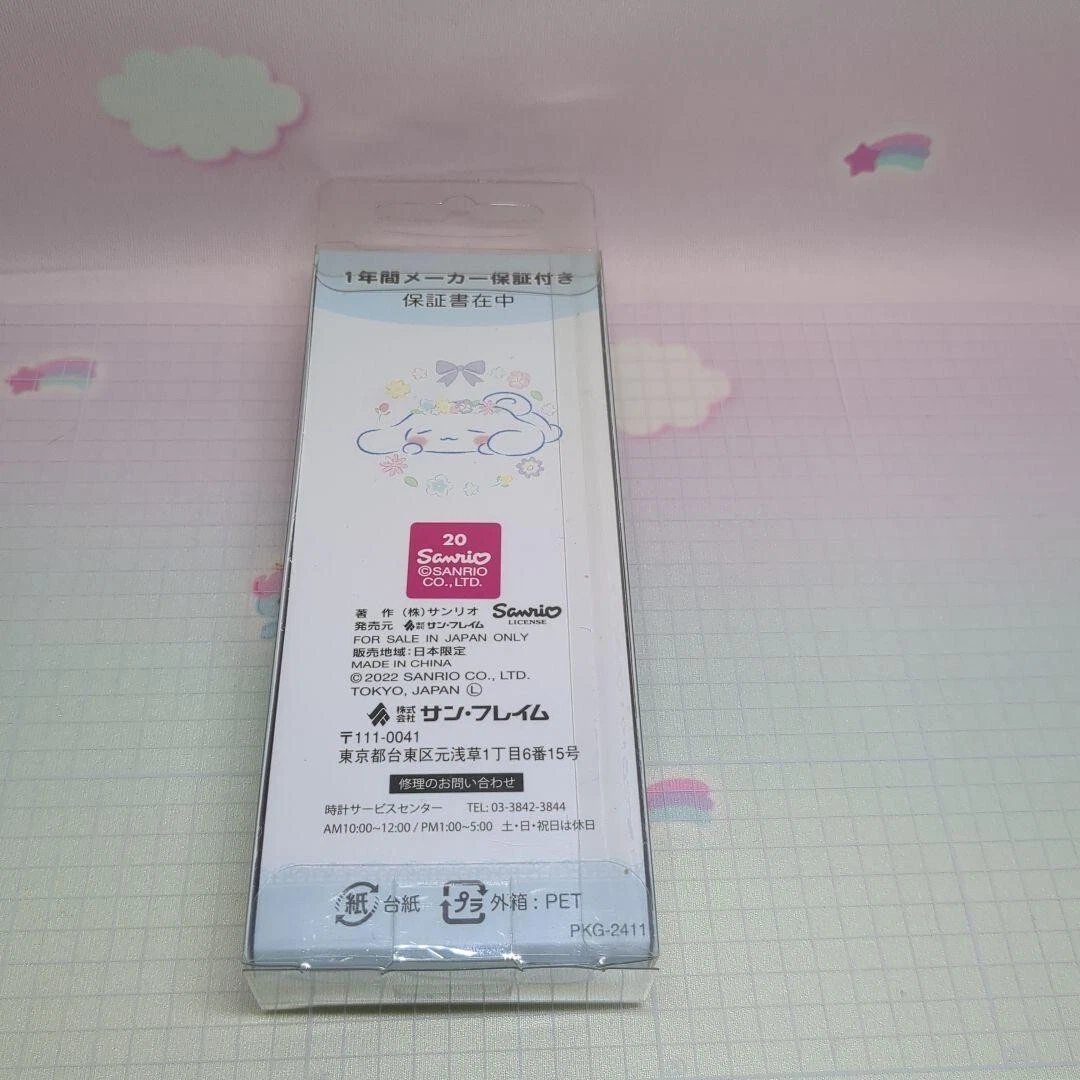 1年間メーカー保証付き
保証書在中
20
Sanrio
©SANRIO
CO.,LTD.
著 作 (株)サンリオ Sanrio
LICENSE
発売元 株式会社 サン・フレイム
FOR SALE IN JAPAN ONLY
販売地域:日本限定
MADE IN CHINA
©2022 SANRIO CO., LTD.
TOKYO, JAPAN Ⓛ
株式会社 サン・フレイム
〒111-0041
東京都台東区元浅草1丁目6番15号
修理のお問い合わせ
時計サービスセンター TEL: 03-3842-3844
AM10:00~12:00 / PM1:00~5:00 土・日・祝日は休日
紙 台紙 プラ 外箱 : PET
PKG-2411